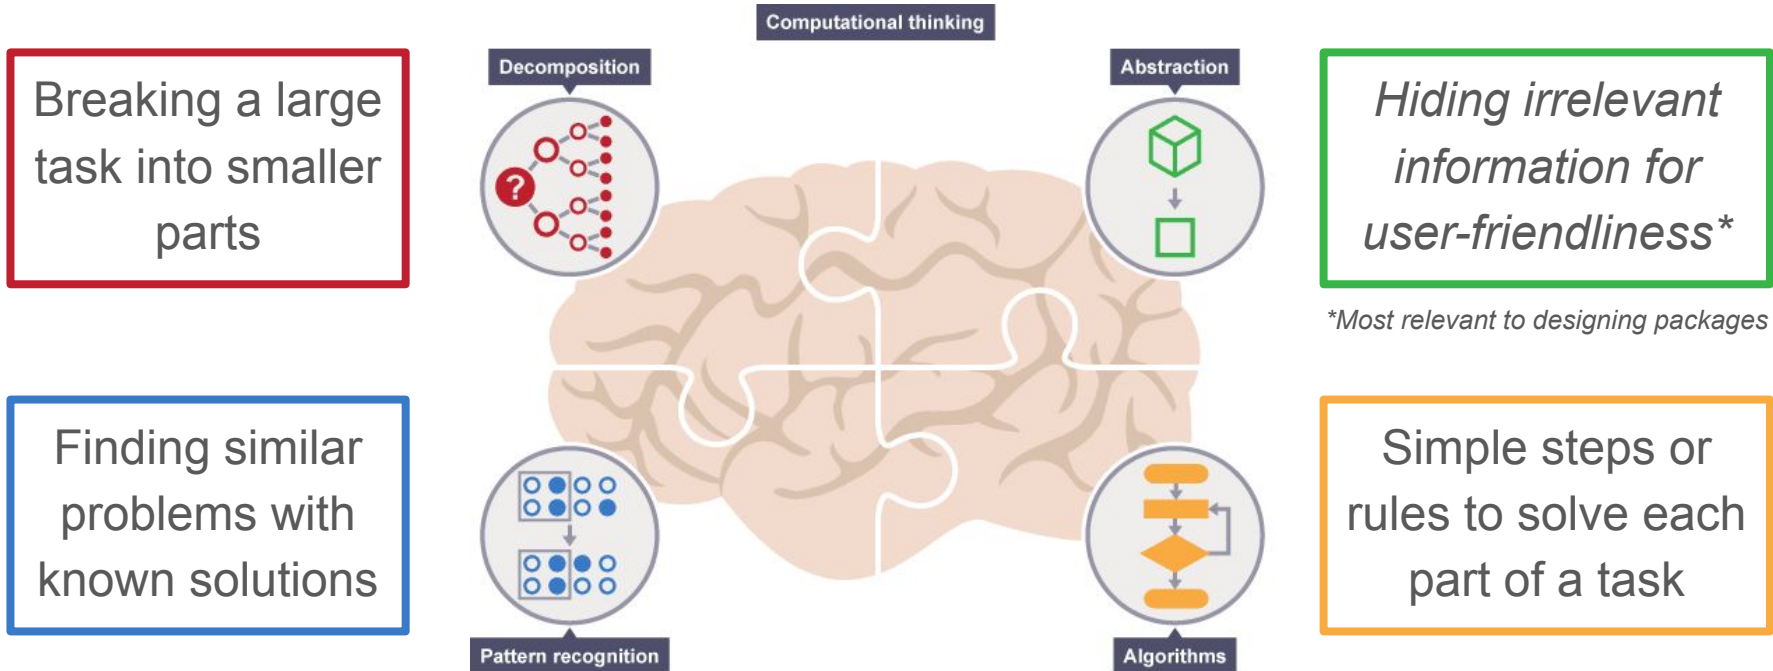 Computational thinking
Decomposition
Breaking a large
task into smaller
parts
?
Abstraction
Hiding irrelevant
information for
user-friendliness*
*Most relevant to designing packages
Finding similar
problems with
known solutions
Pattern recognition
Simple steps or
rules to solve each
part of a task
Algorithms